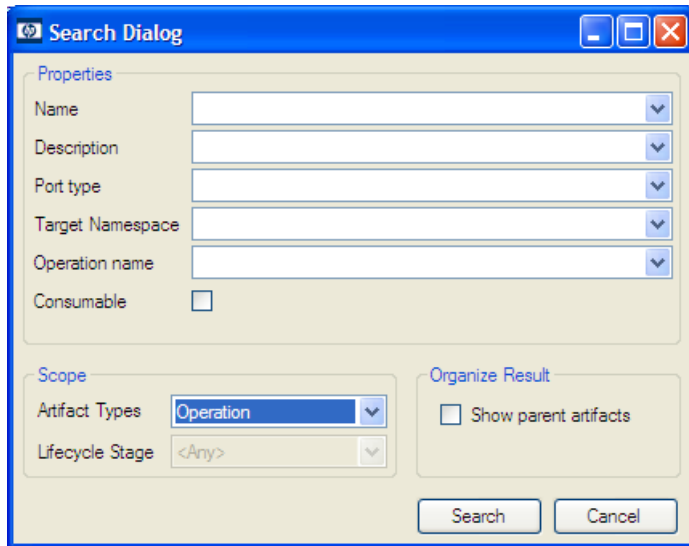 hp Search Dialog
Properties
Name
Description
Port type
Target Namespace
Operation name
Consumable
Scope
Artifact Types Operation
Lifecycle Stage <Any>
Organize Result
Show parent artifacts
Search Cancel